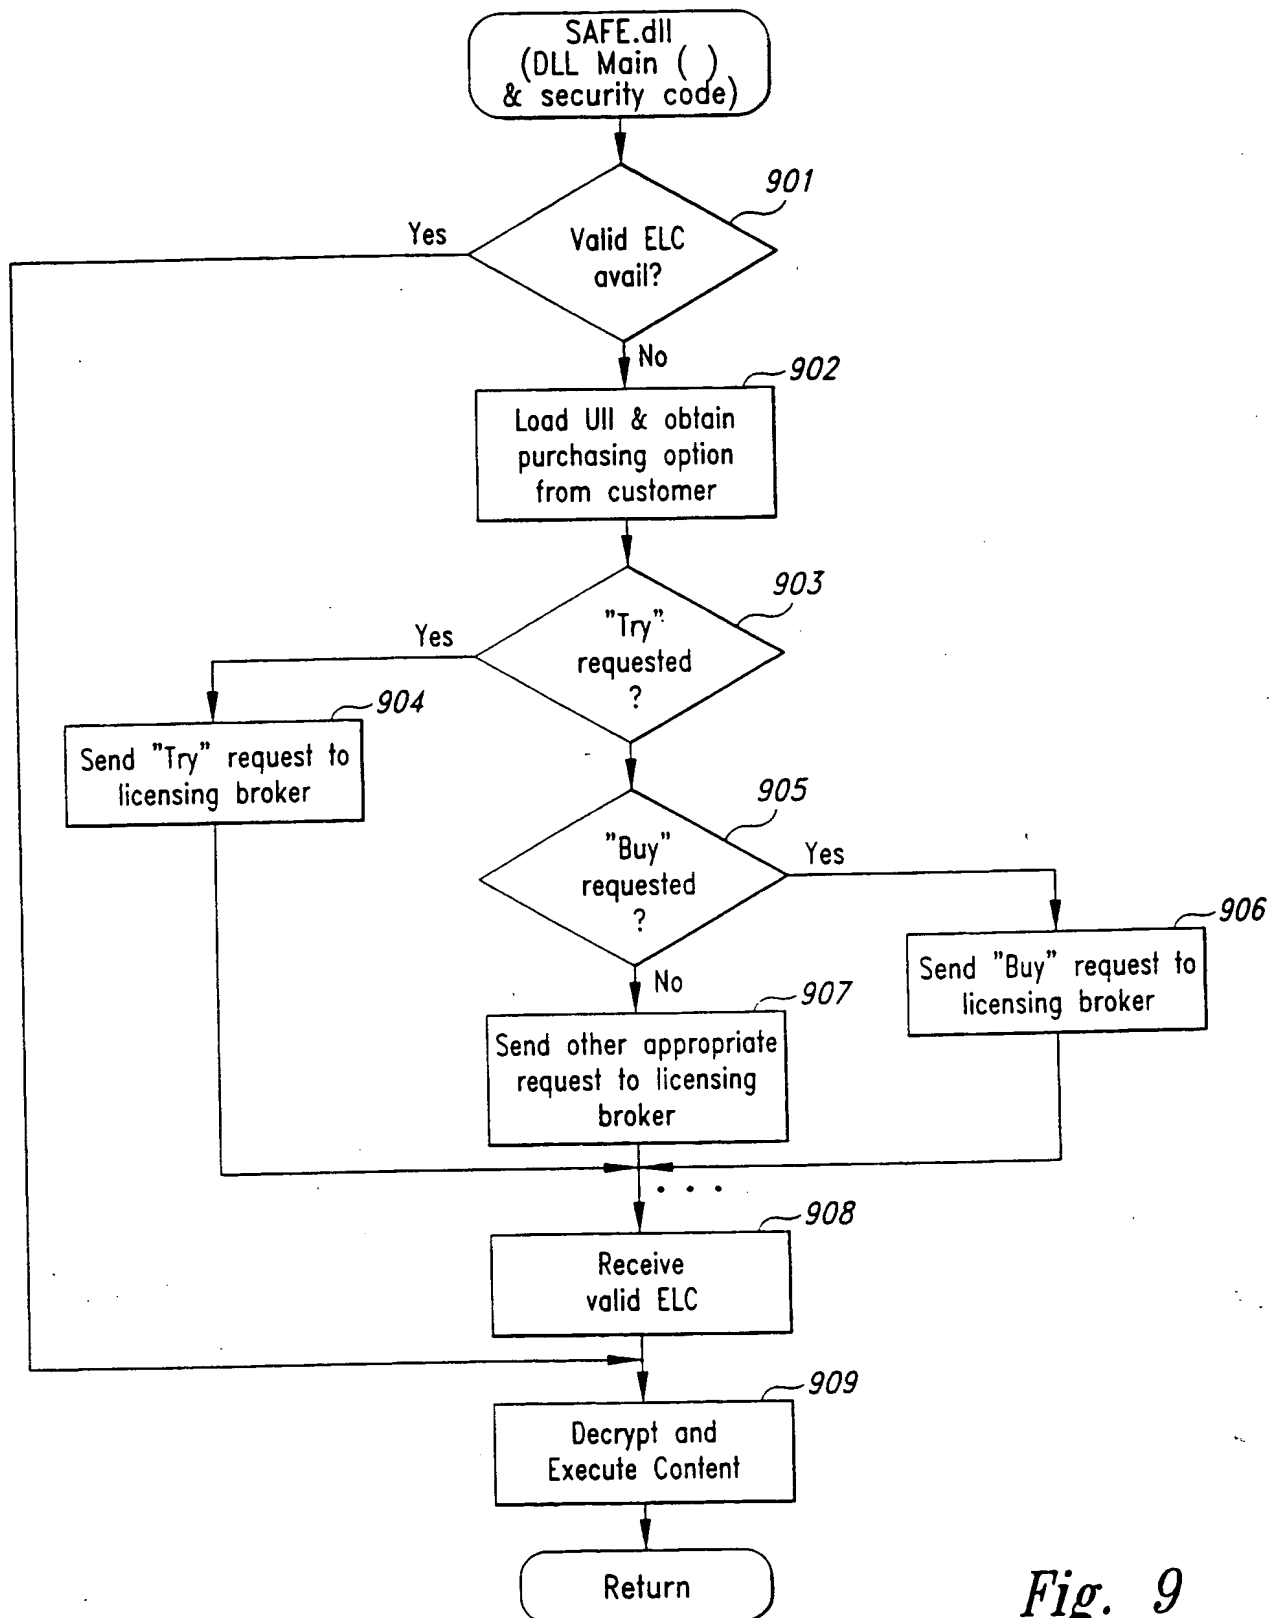 SAFE.dll
(DLL Main ( )
& security code)
901
Yes
Valid ELC
avail?
No
902
Load UII & obtain
purchasing option
from customer
903
Yes
"Try"
requested
?
904
Send "Try" request to
licensing broker
905
"Buy"
requested
?
Yes
906
Send "Buy" request to
licensing broker
No
907
Send other appropriate
request to licensing
broker
. . .
908
Receive
valid ELC
909
Decrypt and
Execute Content
Return
Fig. 9